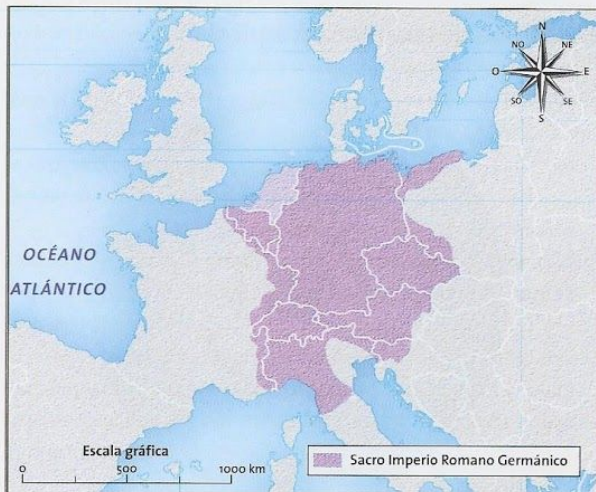 N
NO NE
O E
SO SE
S
OCÉANO
ATLÁNTICO
Escala gráfica
0 500 1000 km
Sacro Imperio Romano Germánico